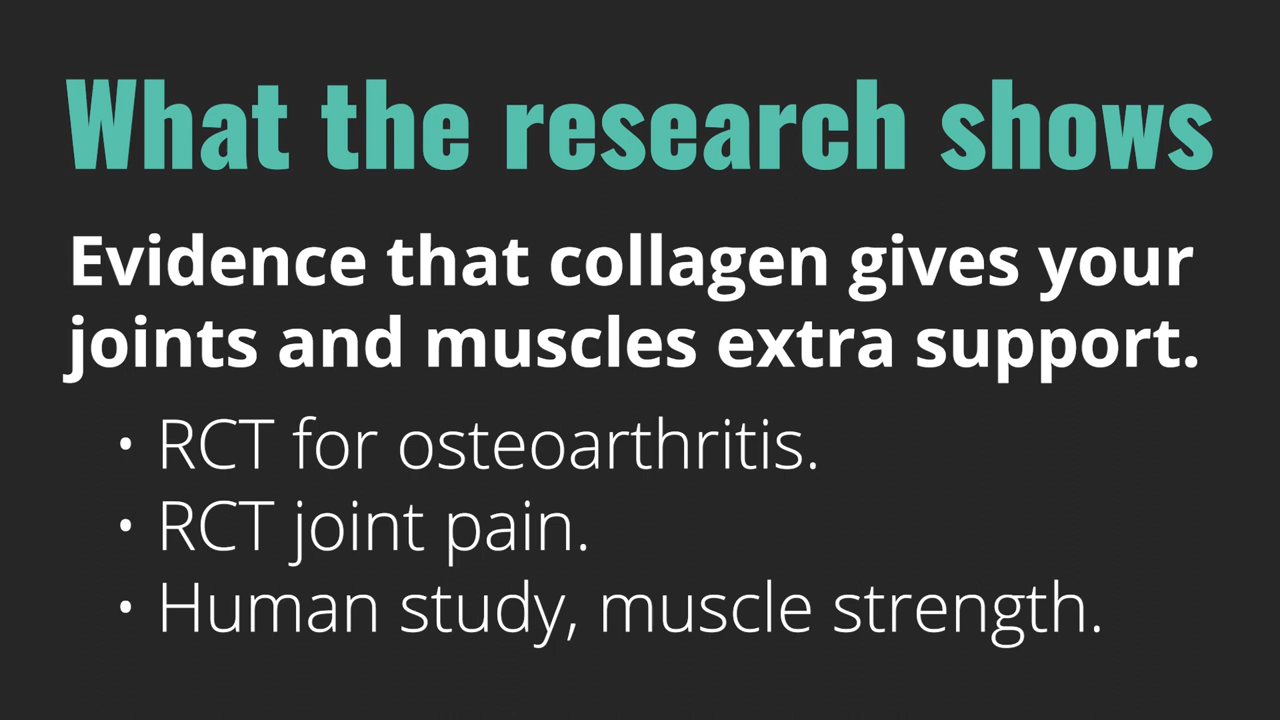 What the research shows
Evidence that collagen gives your
joints and muscles extra support.
• RCT for osteoarthritis.
• RCT joint pain.
• Human study, muscle strength.